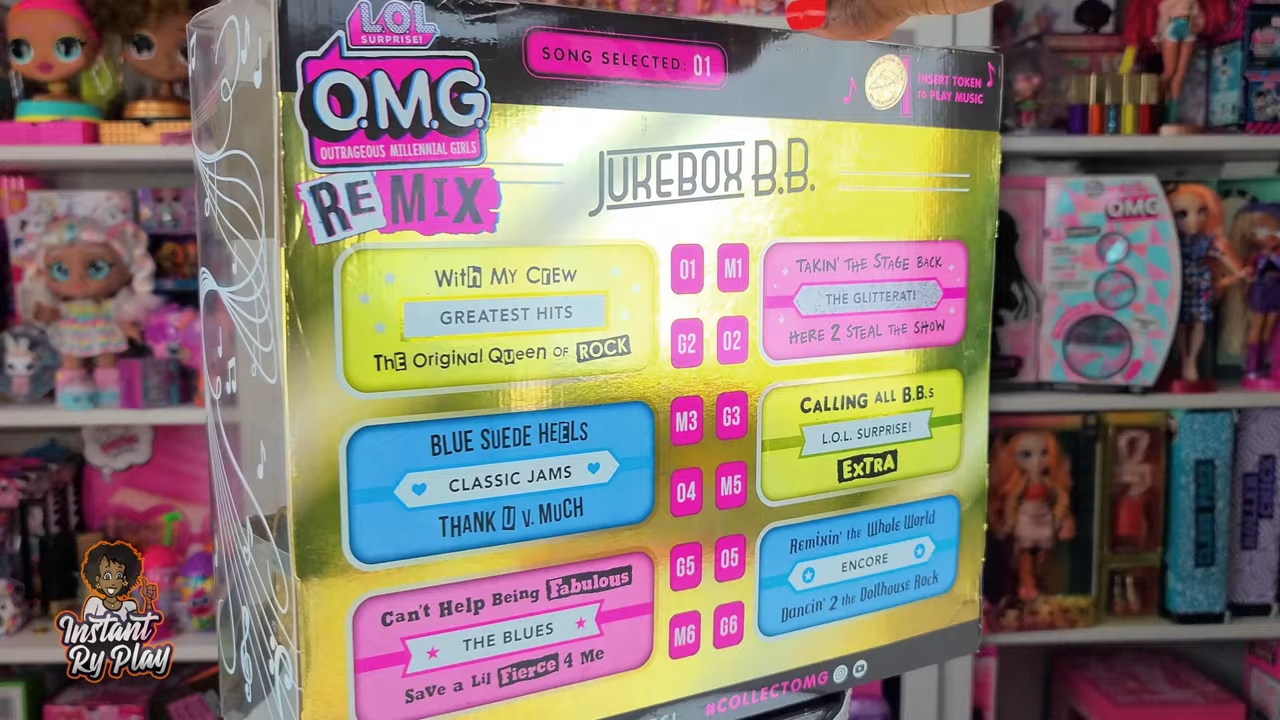 L.O.L.
SURPRISE!
O.M.G.
OUTRAGEOUS MILLENNIAL GIRLS
REMIX
SONG SELECTED: 01
INSERT TOKEN
to PLAY MUSIC
JUKEBOX B.B.
With MY CREW
GREATEST HITS
THE Original Queen OF ROCK
BLUE SUEDE HEELS
CLASSIC JAMS
THANK U V. MUCH
Can't Help Being Fabulous
THE BLUES
Save a Lil Fierce 4 Me
01 M1
G2 02
M3 G3
04 M5
G5 05
M6 G6
TAKIN' THE STAGE BACK
THE GLITTERATI
HERE 2 STEAL THE SHOW
CALLING ALL B.B.s
L.O.L. SURPRISE!
EXTRA
Remixin' the Whole World
ENCORE
Dancin' 2 the Dollhouse Rock
#COLLECTOMG
OMG
Instant
Ry Play